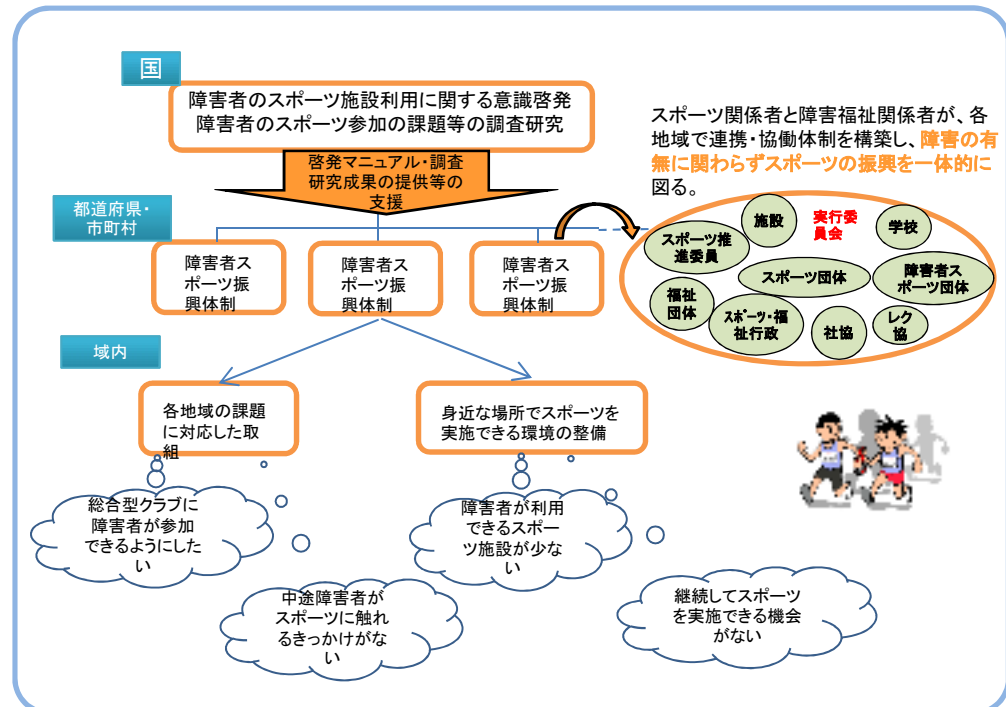 国
障害者のスポーツ施設利用に関する意識啓発
障害者のスポーツ参加の課題等の調査研究
啓発マニュアル・調査
研究成果の提供等の
支援
スポーツ関係者と障害福祉関係者が、各
地域で連携・協働体制を構築し、障害の有
無に関わらずスポーツの振興を一体的に
図る。
都道府県・
市町村
障害者ス
ポーツ振
興体制
障害者ス
ポーツ振
興体制
障害者ス
ポーツ振
興体制
施設
実行委
員会
学校
スポーツ推
進委員
スポーツ団体
障害者ス
ポーツ団体
福祉
団体
スポーツ・福
祉行政
社協
レク
協
域内
各地域の課題
に対応した取
組
身近な場所でスポーツを
実施できる環境の整備
総合型クラブに
障害者が参加
できるようにした
い
障害者が利用
できるスポー
ツ施設が少な
い
中途障害者が
スポーツに触れ
るきっかけがな
い
継続してスポーツ
を実施できる機会
がない